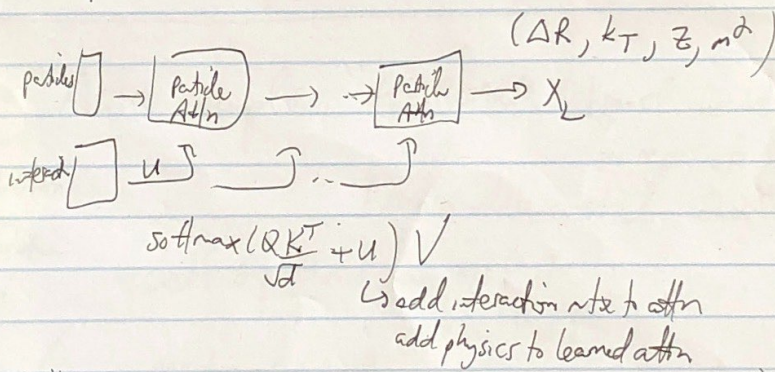 (ΔR, kT, z, m²)
particles → Particle Attn → ..→ Particle Attn → XL
interact U ..
softmax(QKᵀ/√d + U) V
↳ add interaction mtx to attn
add physics to learned attn